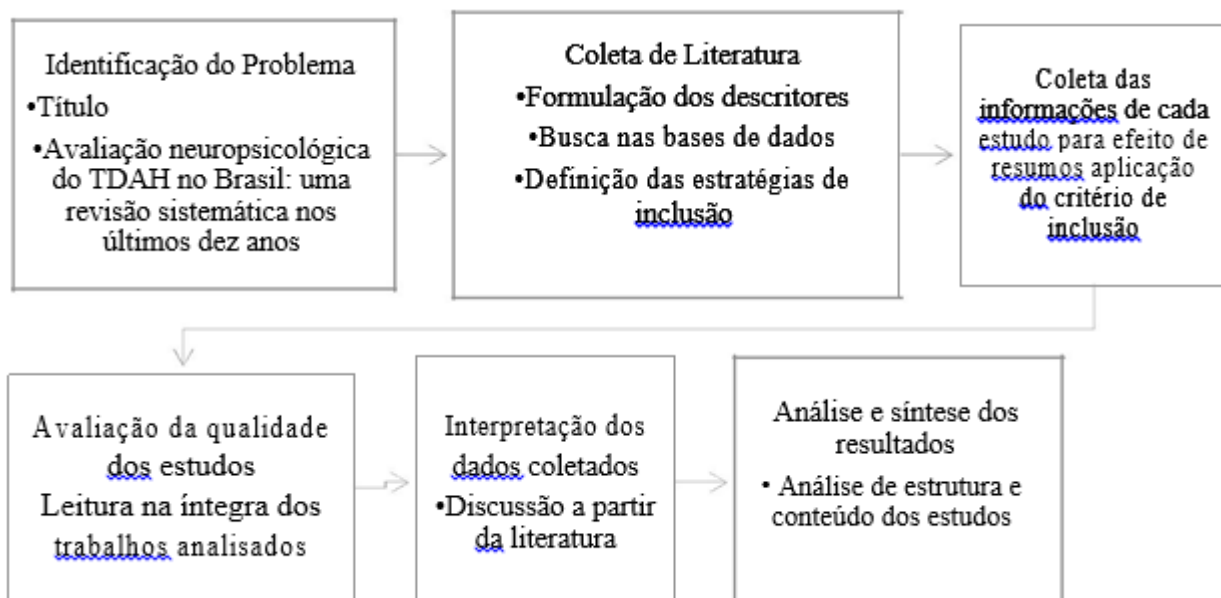 Identificação do Problema
•Título
•Avaliação neuropsicológica
do TDAH no Brasil: uma
revisão sistemática nos
últimos dez anos
Coleta de Literatura
•Formulação dos descritores
•Busca nas bases de dados
•Definição das estratégias de
inclusão
Coleta das
informações de cada
estudo para efeito de
resumos aplicação
do critério de
inclusão
Avaliação da qualidade
dos estudos
Leitura na íntegra dos
trabalhos analisados
Interpretação dos
dados coletados
•Discussão a partir
da literatura
Análise e síntese dos
resultados
• Análise de estrutura e
conteúdo dos estudos